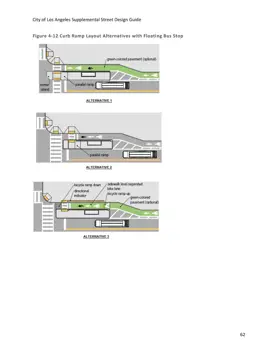 City of Los Angeles Supplemental Street Design Guide
Figure 4-12 Curb Ramp Layout Alternatives with Floating Bus Stop
green-colored pavement (optional)
parallel ramp
ALTERNATIVE 1
parallel ramp
ALTERNATIVE 2
bicycle ramp down
sidewalk level separated
bike lane
directional
indicator
bicycle ramp up
green-colored
pavement (optional)
ALTERNATIVE 3
62